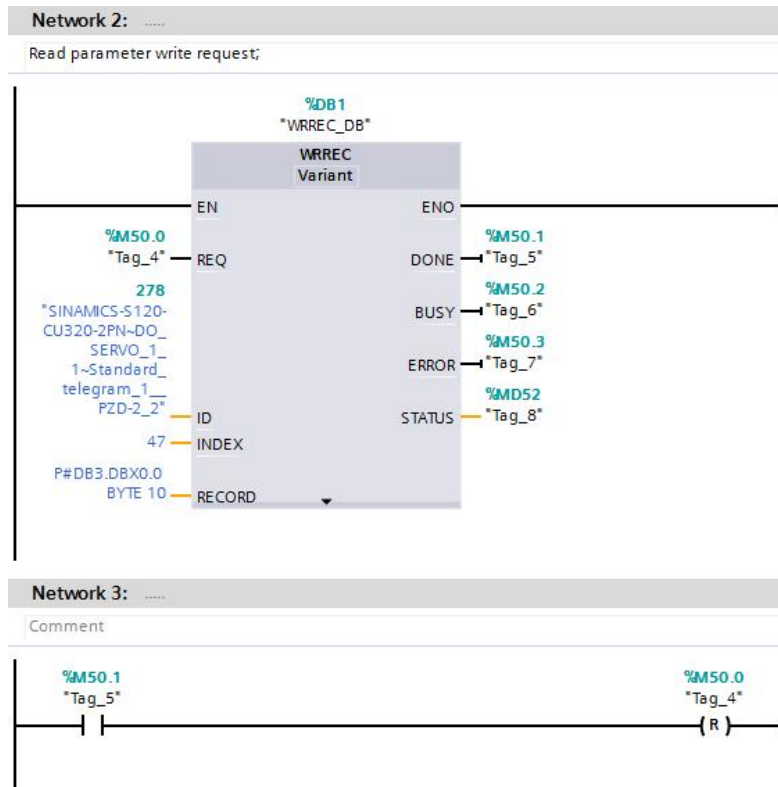 Network 2: .....
Read parameter write request;
%DB1
"WRREC_DB"
WRREC
Variant
EN
ENO
%M50.0
"Tag_4"
REQ
%M50.1
DONE
"Tag_5"
278
"SINAMICS-S120-
CU320-2PN~DO_
SERVO_1_
1~Standard_
telegram_1__
PZD-2_2"
ID
%M50.2
BUSY
"Tag_6"
%M50.3
ERROR
"Tag_7"
%MD52
STATUS
"Tag_8"
47
INDEX
P#DB3.DBX0.0
BYTE 10
RECORD
Network 3: .....
Comment
%M50.1
"Tag_5"
%M50.0
"Tag_4"
R